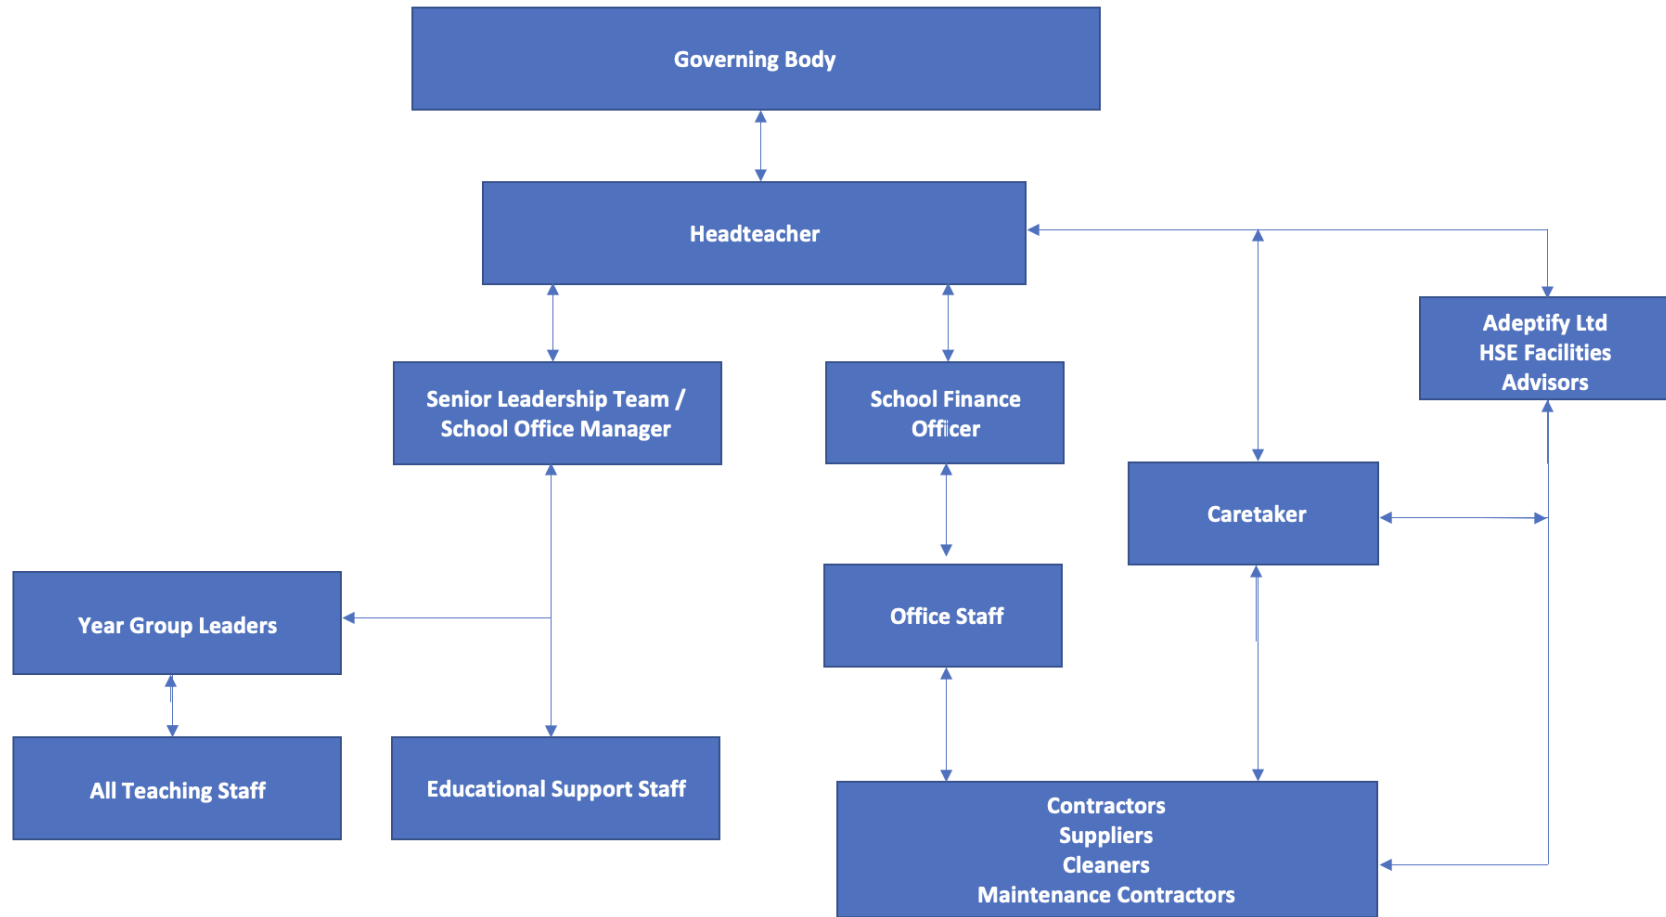 Governing Body
Headteacher
Adeptify Ltd
HSE Facilities
Advisors
Senior Leadership Team /
School Office Manager
School Finance
Officer
Caretaker
Year Group Leaders
Office Staff
All Teaching Staff
Educational Support Staff
Contractors
Suppliers
Cleaners
Maintenance Contractors